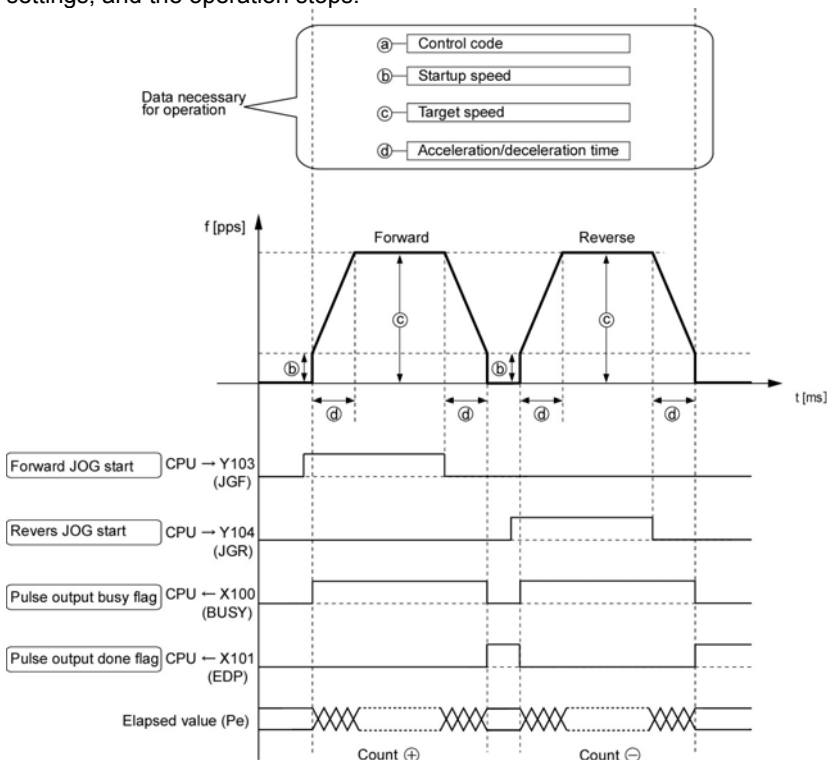 settings, and the operation steps.
ⓐ Control code
ⓑ Startup speed
Data necessary
for operation
ⓒ Target speed
ⓓ Acceleration/deceleration time
f [pps]
Forward Reverse
ⓒ ⓒ
ⓑ ⓑ
t [ms]
ⓓ ⓓ ⓓ ⓓ
Forward JOG start CPU → Y103
(JGF)
Revers JOG start CPU → Y104
(JGR)
Pulse output busy flag CPU ← X100
(BUSY)
Pulse output done flag CPU ← X101
(EDP)
Elapsed value (Pe)
Count ⊕ Count ⊖